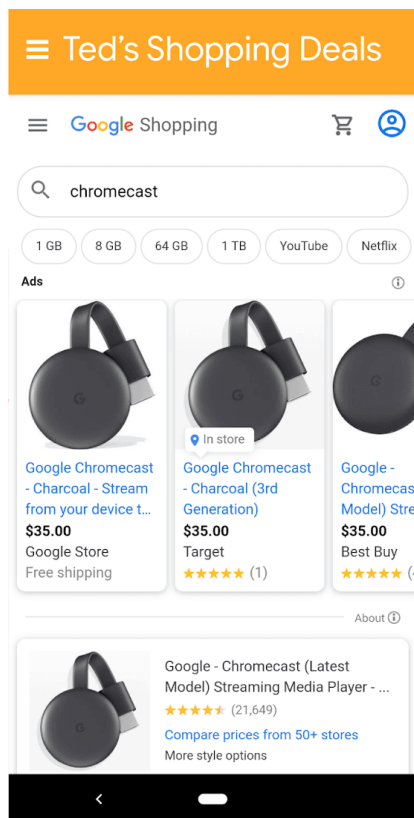 Ted's Shopping Deals
Google Shopping
chromecast
1 GB 8 GB 64 GB 1 TB YouTube Netflix
Ads
In store
Google Chromecast
- Charcoal - Stream
from your device t...
$35.00
Google Store
Free shipping
Google Chromecast
- Charcoal (3rd
Generation)
$35.00
Target
(1)
Google -
Chromecas
Model) Stre
$35.00
Best Buy
About
Google - Chromecast (Latest
Model) Streaming Media Player - ...
(21,649)
Compare prices from 50+ stores
More style options